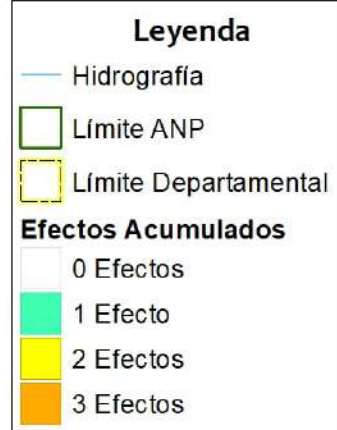 Leyenda
Hidrografía
Límite ANP
Límite Departamental
Efectos Acumulados
0 Efectos
1 Efecto
2 Efectos
3 Efectos